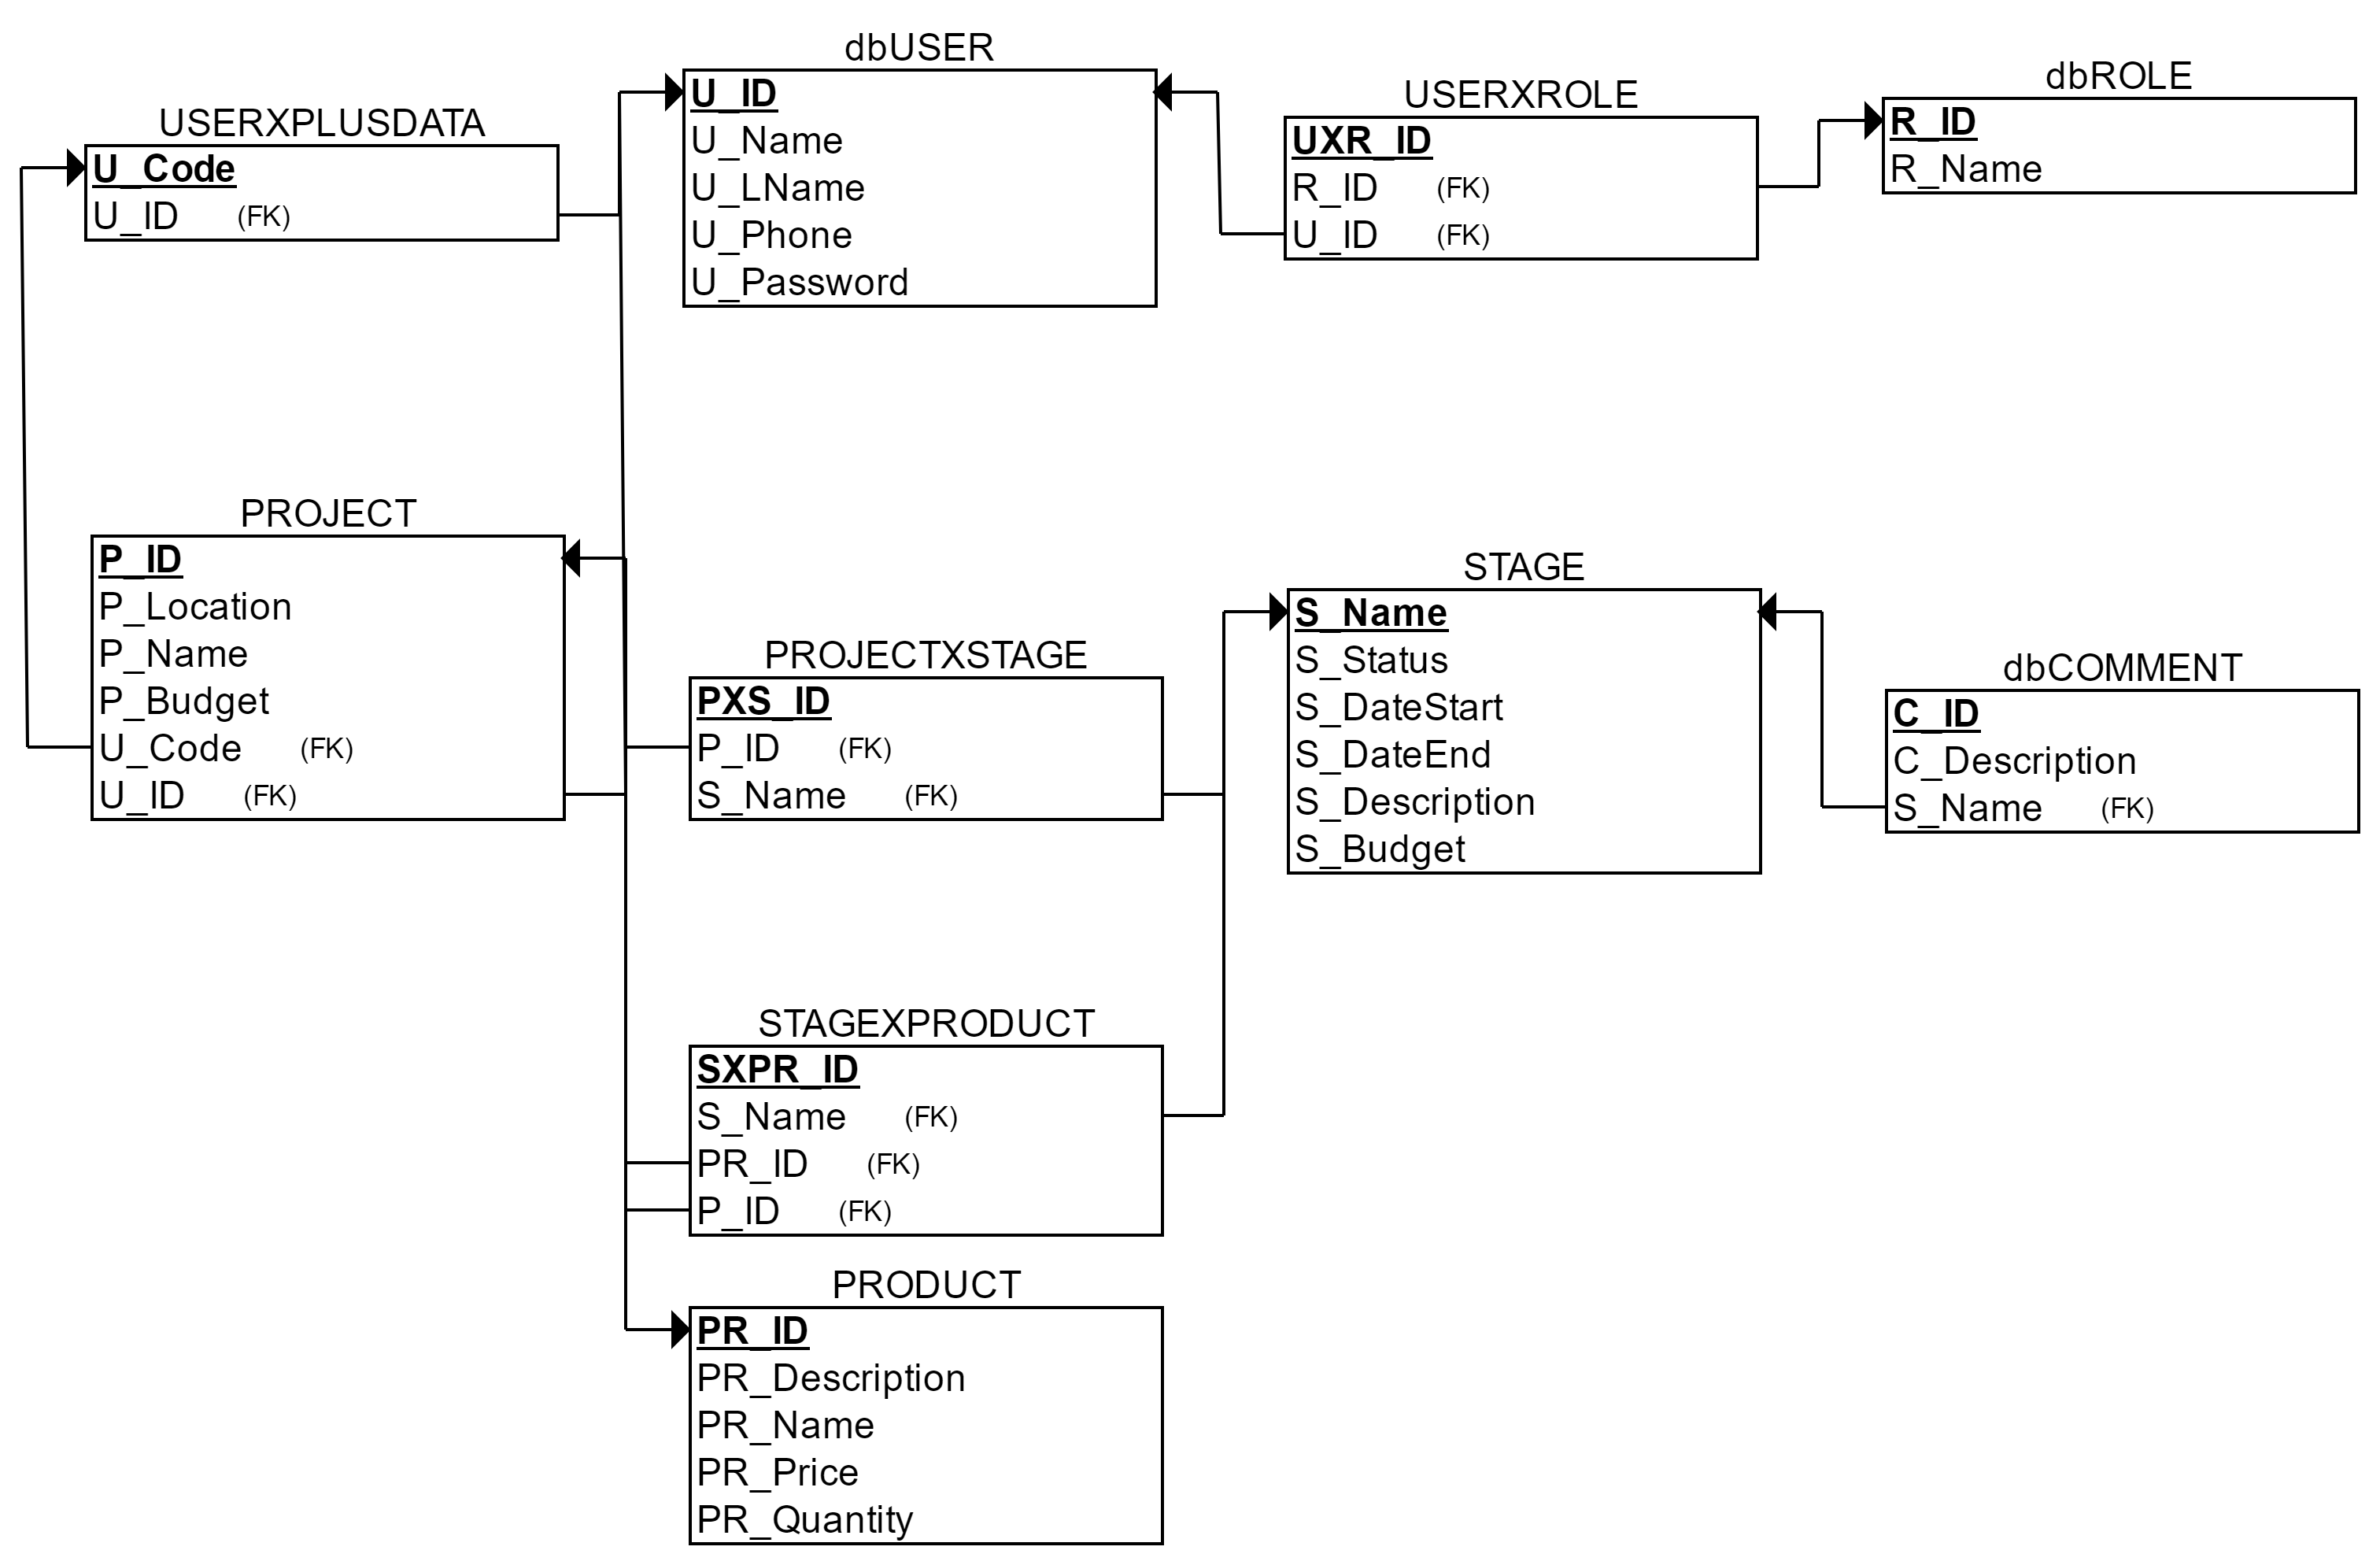 dbUSER
U_ID
U_Name
U_LName
U_Phone
U_Password
USERXPLUSDATA
U_Code
U_ID (FK)
USERXROLE
UXR_ID
R_ID (FK)
U_ID (FK)
dbROLE
R_ID
R_Name
PROJECT
P_ID
P_Location
P_Name
P_Budget
U_Code (FK)
U_ID (FK)
PROJECTXSTAGE
PXS_ID
P_ID (FK)
S_Name (FK)
STAGE
S_Name
S_Status
S_DateStart
S_DateEnd
S_Description
S_Budget
dbCOMMENT
C_ID
C_Description
S_Name (FK)
STAGEXPRODUCT
SXPR_ID
S_Name (FK)
PR_ID (FK)
P_ID (FK)
PRODUCT
PR_ID
PR_Description
PR_Name
PR_Price
PR_Quantity